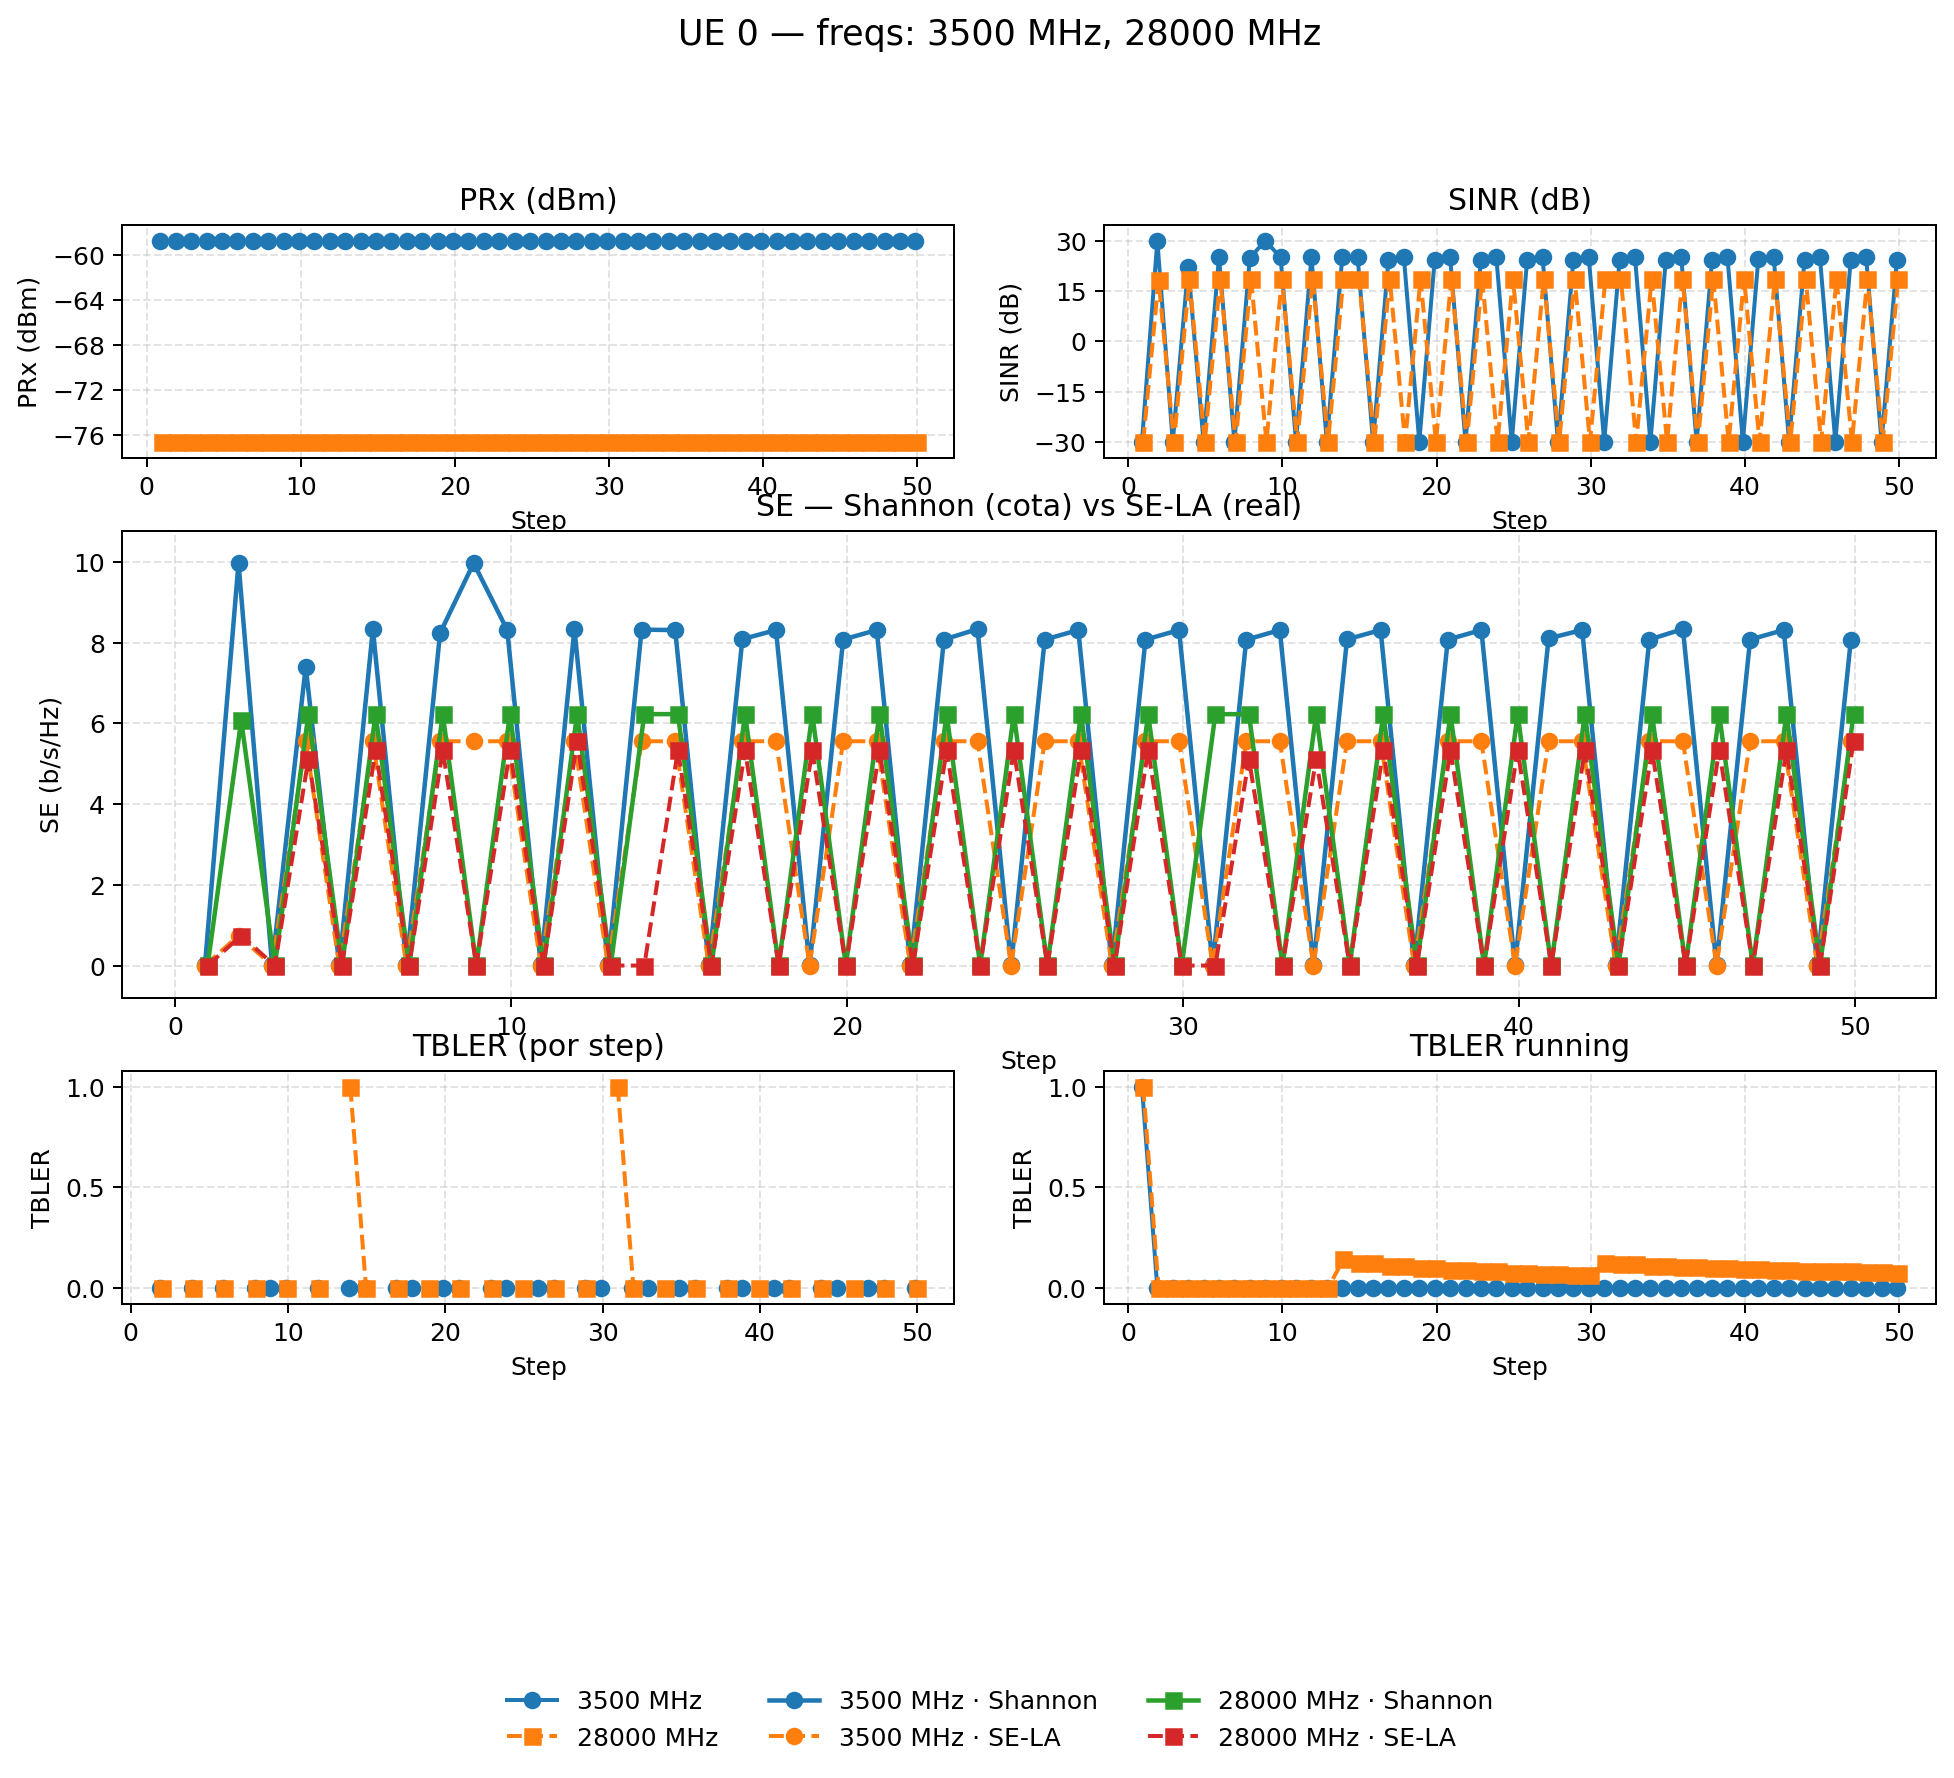 UE 0 — freqs: 3500 MHz, 28000 MHz
PRx (dBm)
PRx (dBm)
−60
−64
−68
−72
−76
0 10 20 30 40 50
Step
SINR (dB)
SINR (dB)
30
15
0
−15
−30
0 10 20 30 40 50
Step
SE — Shannon (cota) vs SE-LA (real)
SE (b/s/Hz)
10
8
6
4
2
0
0 10 20 30 40 50
Step
TBLER (por step)
TBLER
1.0
0.5
0.0
0 10 20 30 40 50
Step
TBLER running
TBLER
1.0
0.5
0.0
0 10 20 30 40 50
Step
3500 MHz
28000 MHz
3500 MHz · Shannon
3500 MHz · SE-LA
28000 MHz · Shannon
28000 MHz · SE-LA